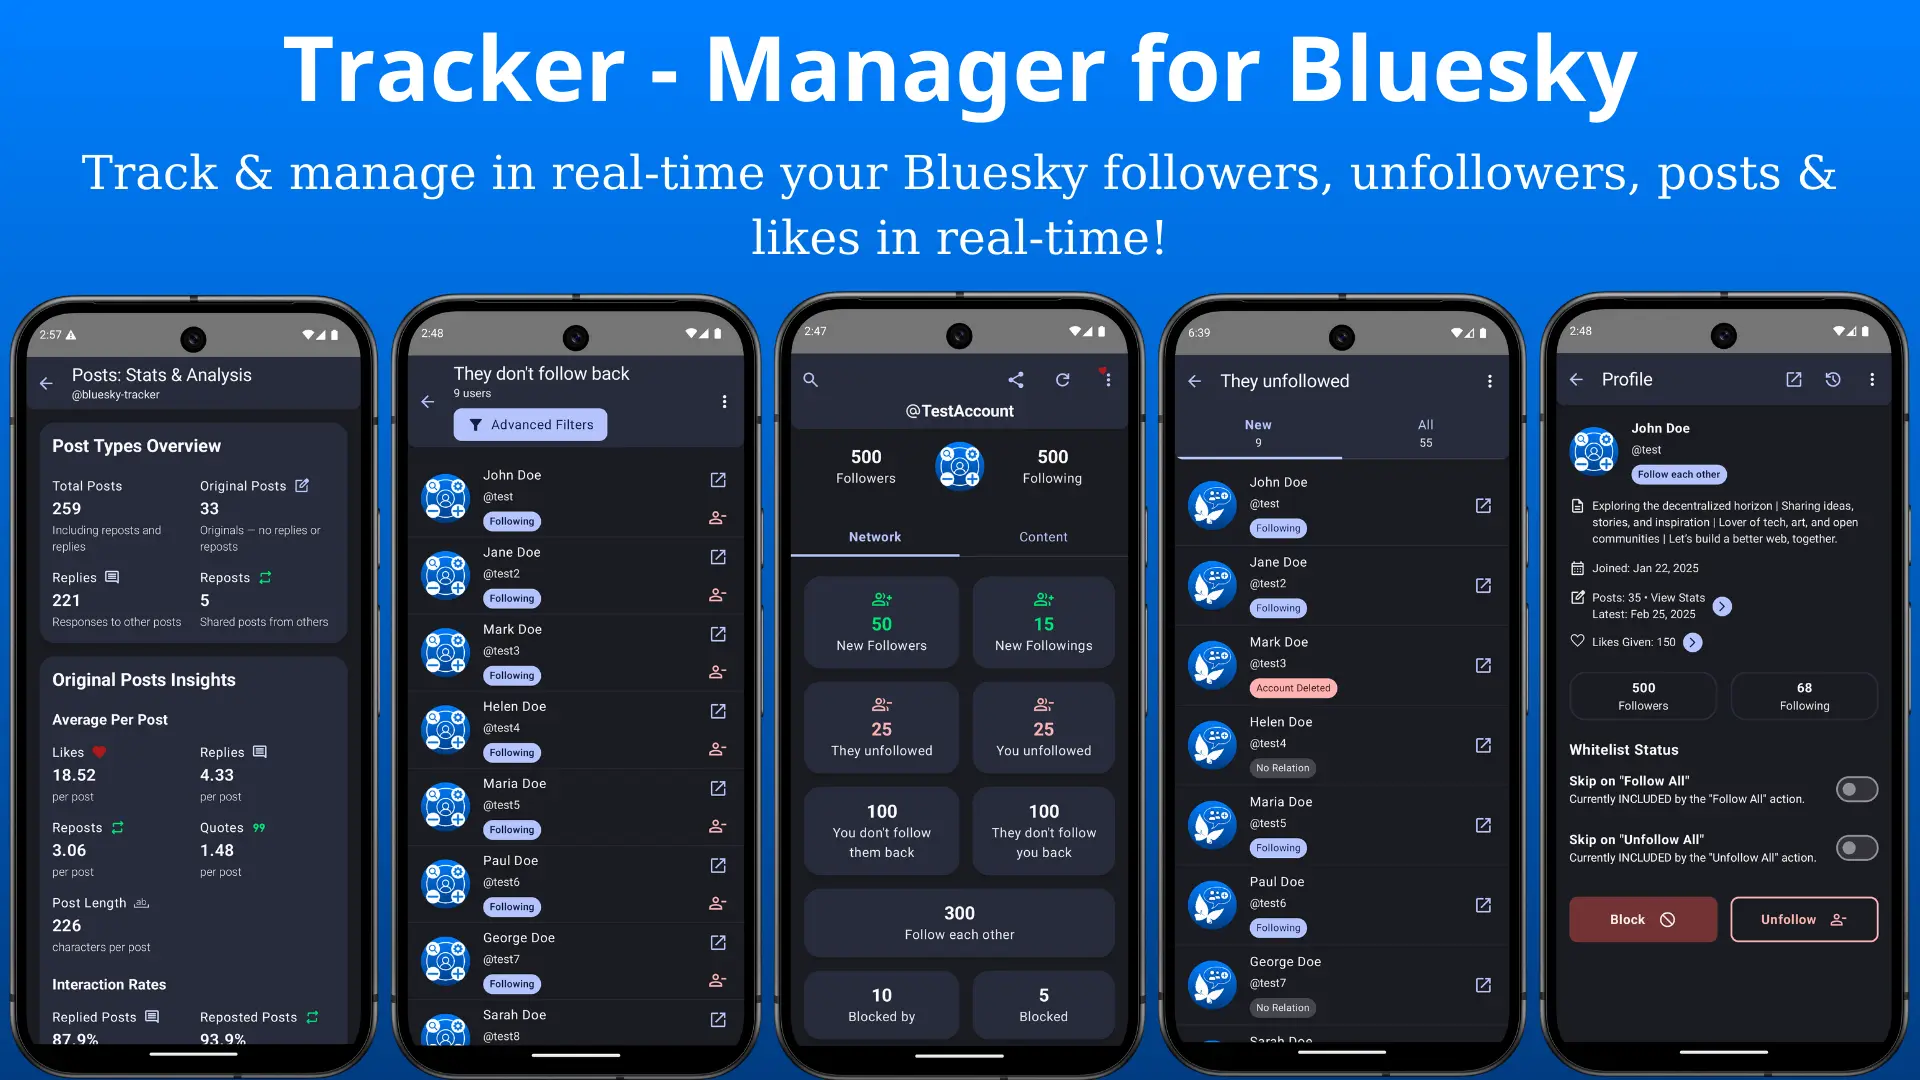 Tracker - Manager for Bluesky
Track & manage in real-time your Bluesky followers, unfollowers, posts &
likes in real-time!
2:57
Posts: Stats & Analysis
@bluesky-tracker
Post Types Overview
Total Posts
Original Posts
259
33
Including reposts and
replies
Originals — no replies or
reposts
Replies
Reposts
221
5
Responses to other posts
Shared posts from others
Original Posts Insights
Average Per Post
Likes
Replies
18.52
4.33
per post
per post
Reposts
Quotes
3.06
1.48
per post
per post
Post Length
226
characters per post
Interaction Rates
Replied Posts
Reposted Posts
87.9%
93.9%
2:48
They don't follow back
9 users
Advanced Filters
John Doe
@test
Following
Jane Doe
@test2
Following
Mark Doe
@test3
Following
Helen Doe
@test4
Following
Maria Doe
@test5
Following
Paul Doe
@test6
Following
George Doe
@test7
Following
Sarah Doe
@test8
2:47
@TestAccount
500
Followers
500
Following
Network
Content
50
New Followers
15
New Followings
25
They unfollowed
25
You unfollowed
100
You don't follow
them back
100
They don't follow
you back
300
Follow each other
10
Blocked by
5
Blocked
6:39
They unfollowed
New
9
All
55
John Doe
@test
Following
Jane Doe
@test2
Following
Mark Doe
@test3
Account Deleted
Helen Doe
@test4
No Relation
Maria Doe
@test5
Following
Paul Doe
@test6
Following
George Doe
@test7
No Relation
Sarah Doe
2:48
Profile
John Doe
@test
Follow each other
Exploring the decentralized horizon | Sharing ideas,
stories, and inspiration | Lover of tech, art, and open
communities | Let's build a better web, together.
Joined: Jan 22, 2025
Posts: 35 • View Stats
Latest: Feb 25, 2025
Likes Given: 150
500
Followers
68
Following
Whitelist Status
Skip on "Follow All"
Currently INCLUDED by the "Follow All" action.
Skip on "Unfollow All"
Currently INCLUDED by the "Unfollow All" action.
Block
Unfollow